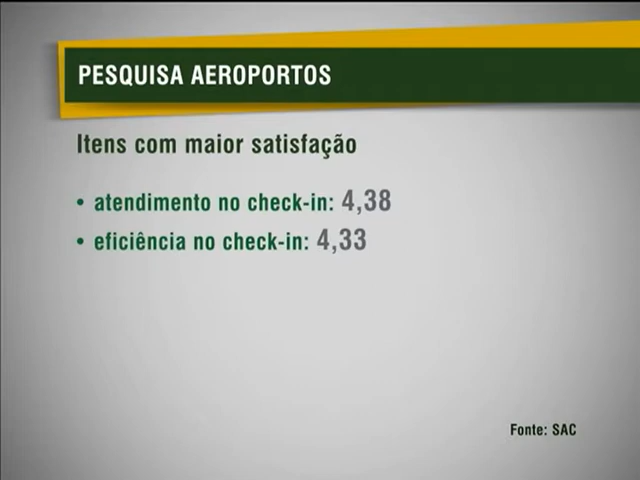 PESQUISA AEROPORTOS
Itens com maior satisfação
• atendimento no check-in: 4,38
• eficiência no check-in: 4,33
Fonte: SAC